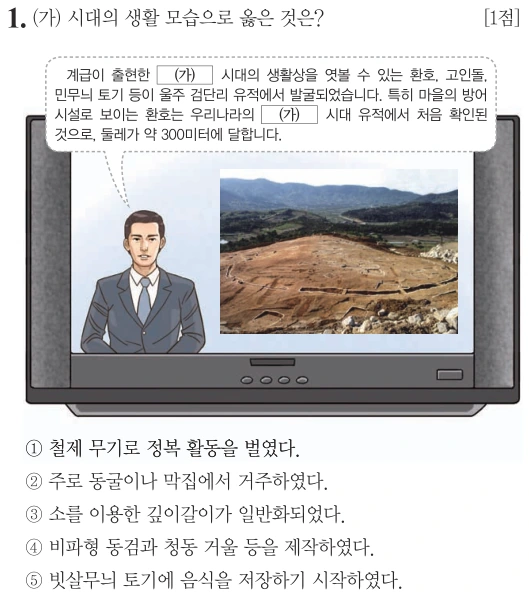 1. (가) 시대의 생활 모습으로 옳은 것은? [1점]
계급이 출현한 (가) 시대의 생활상을 엿볼 수 있는 환호, 고인돌,
민무늬 토기 등이 울주 검단리 유적에서 발굴되었습니다. 특히 마을의 방어
시설로 보이는 환호는 우리나라의 (가) 시대 유적에서 처음 확인된
것으로, 둘레가 약 300미터에 달합니다.
① 철제 무기로 정복 활동을 벌였다.
② 주로 동굴이나 막집에서 거주하였다.
③ 소를 이용한 깊이갈이가 일반화되었다.
④ 비파형 동검과 청동 거울 등을 제작하였다.
⑤ 빗살무늬 토기에 음식을 저장하기 시작하였다.